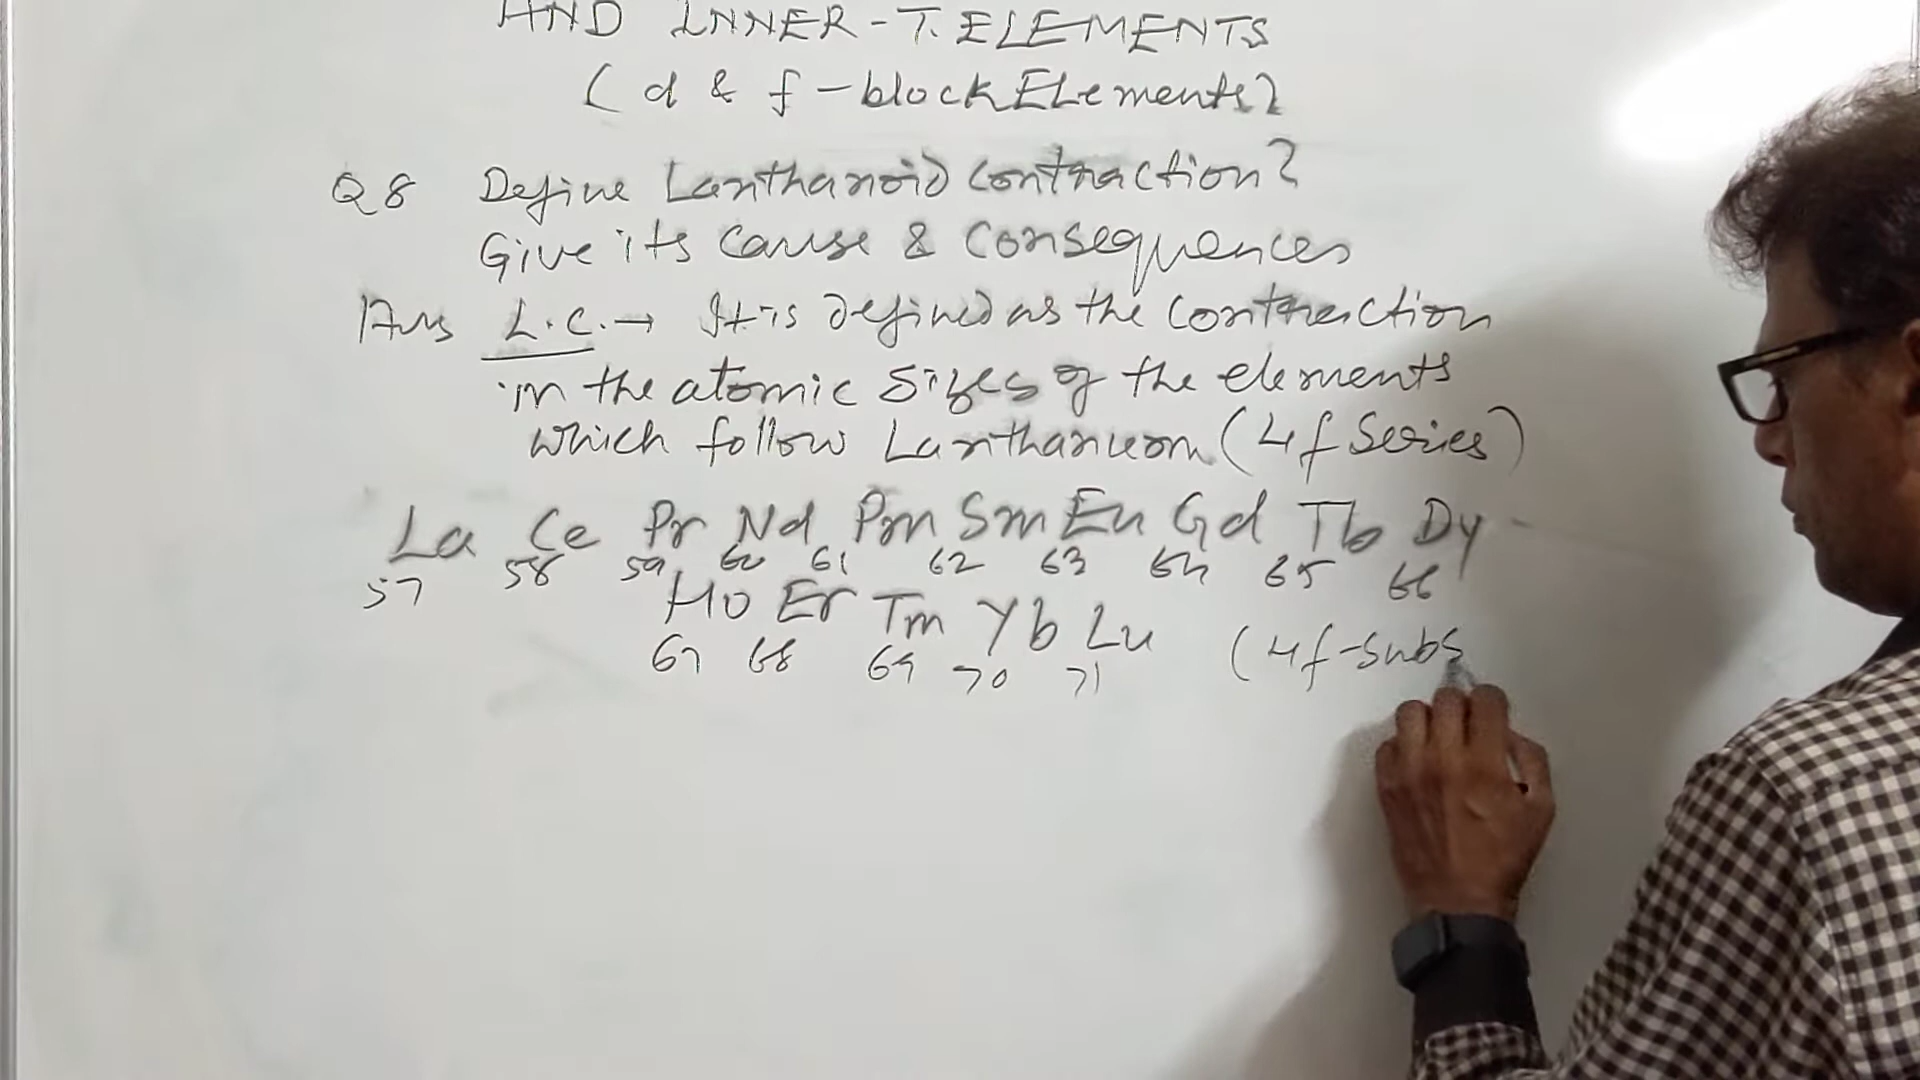 AND INNER-T. ELEMENTS
(d & f-block ELements)
Q8 Define Lanthanoid contraction?
Give its cause & consequences
Ans L.C. → It is defined as the contraction
in the atomic sizes of the elements
which follow Lanthanum (4f Series)
La Ce Pr Nd Pm Sm Eu Gd Tb Dy
57 58 59 60 61 62 63 64 65 66
Ho Er Tm Yb Lu (4f-subs
67 68 69 70 71